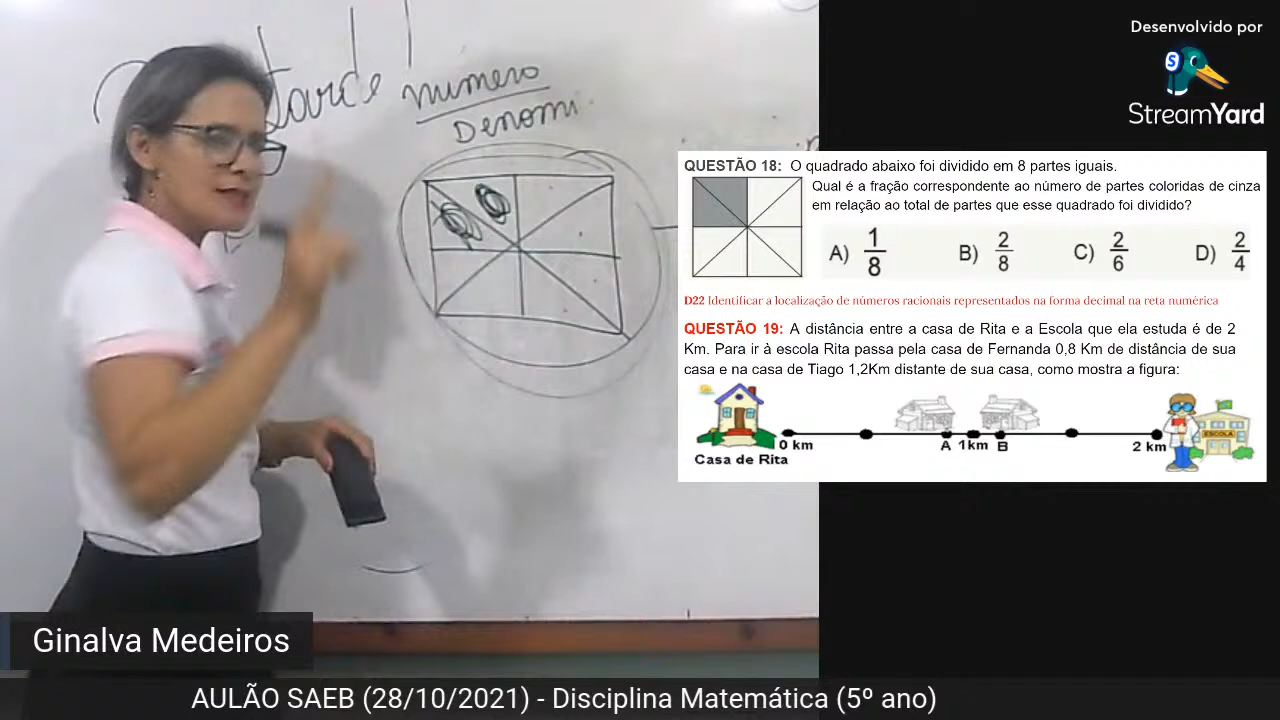 tarde
numero
Denomi
Desenvolvido por
StreamYard
QUESTÃO 18: O quadrado abaixo foi dividido em 8 partes iguais.
Qual é a fração correspondente ao número de partes coloridas de cinza
em relação ao total de partes que esse quadrado foi dividido?
A) 1/8 B) 2/8 C) 2/6 D) 2/4
D22 Identificar a localização de números racionais representados na forma decimal na reta numérica
QUESTÃO 19: A distância entre a casa de Rita e a Escola que ela estuda é de 2
Km. Para ir à escola Rita passa pela casa de Fernanda 0,8 Km de distância de sua
casa e na casa de Tiago 1,2Km distante de sua casa, como mostra a figura:
ESCOLA
0 km A 1km B 2 km
Casa de Rita
Ginalva Medeiros
AULÃO SAEB (28/10/2021) - Disciplina Matemática (5º ano)